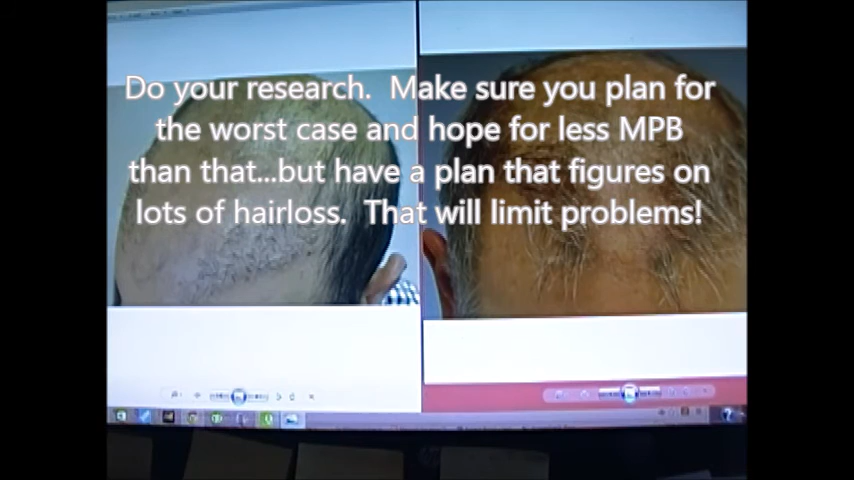 Do your research.  Make sure you plan for
the worst case and hope for less MPB
than that...but have a plan that figures on
lots of hairloss.  That will limit problems!